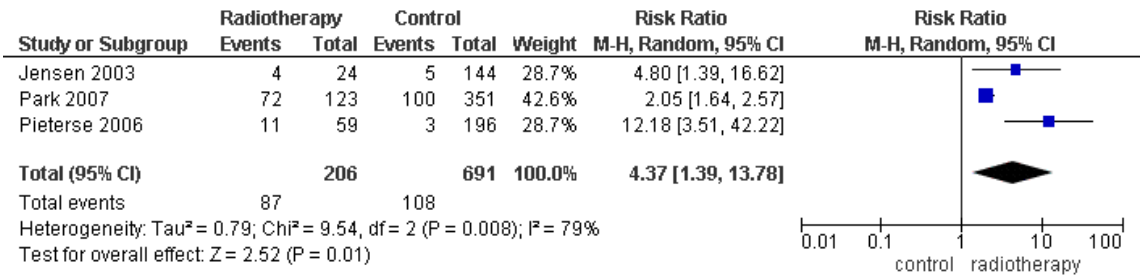 Radiotherapy Control Risk Ratio Risk Ratio
Study or Subgroup Events Total Events Total Weight M-H, Random, 95% CI M-H, Random, 95% CI
Jensen 2003 4 24 5 144 28.7% 4.80 [1.39, 16.62]
Park 2007 72 123 100 351 42.6% 2.05 [1.64, 2.57]
Pieterse 2006 11 59 3 196 28.7% 12.18 [3.51, 42.22]
Total (95% CI) 206 691 100.0% 4.37 [1.39, 13.78]
Total events 87 108
Heterogeneity: Tau² = 0.79; Chi² = 9.54, df = 2 (P = 0.008); I² = 79%
Test for overall effect: Z = 2.52 (P = 0.01)
0.01 0.1 1 10 100
control radiotherapy